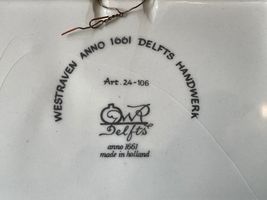 WESTRAVEN ANNO 1661 DELFTS HANDWERK
Art. 24-106
Delfts
anno 1661
made in holland